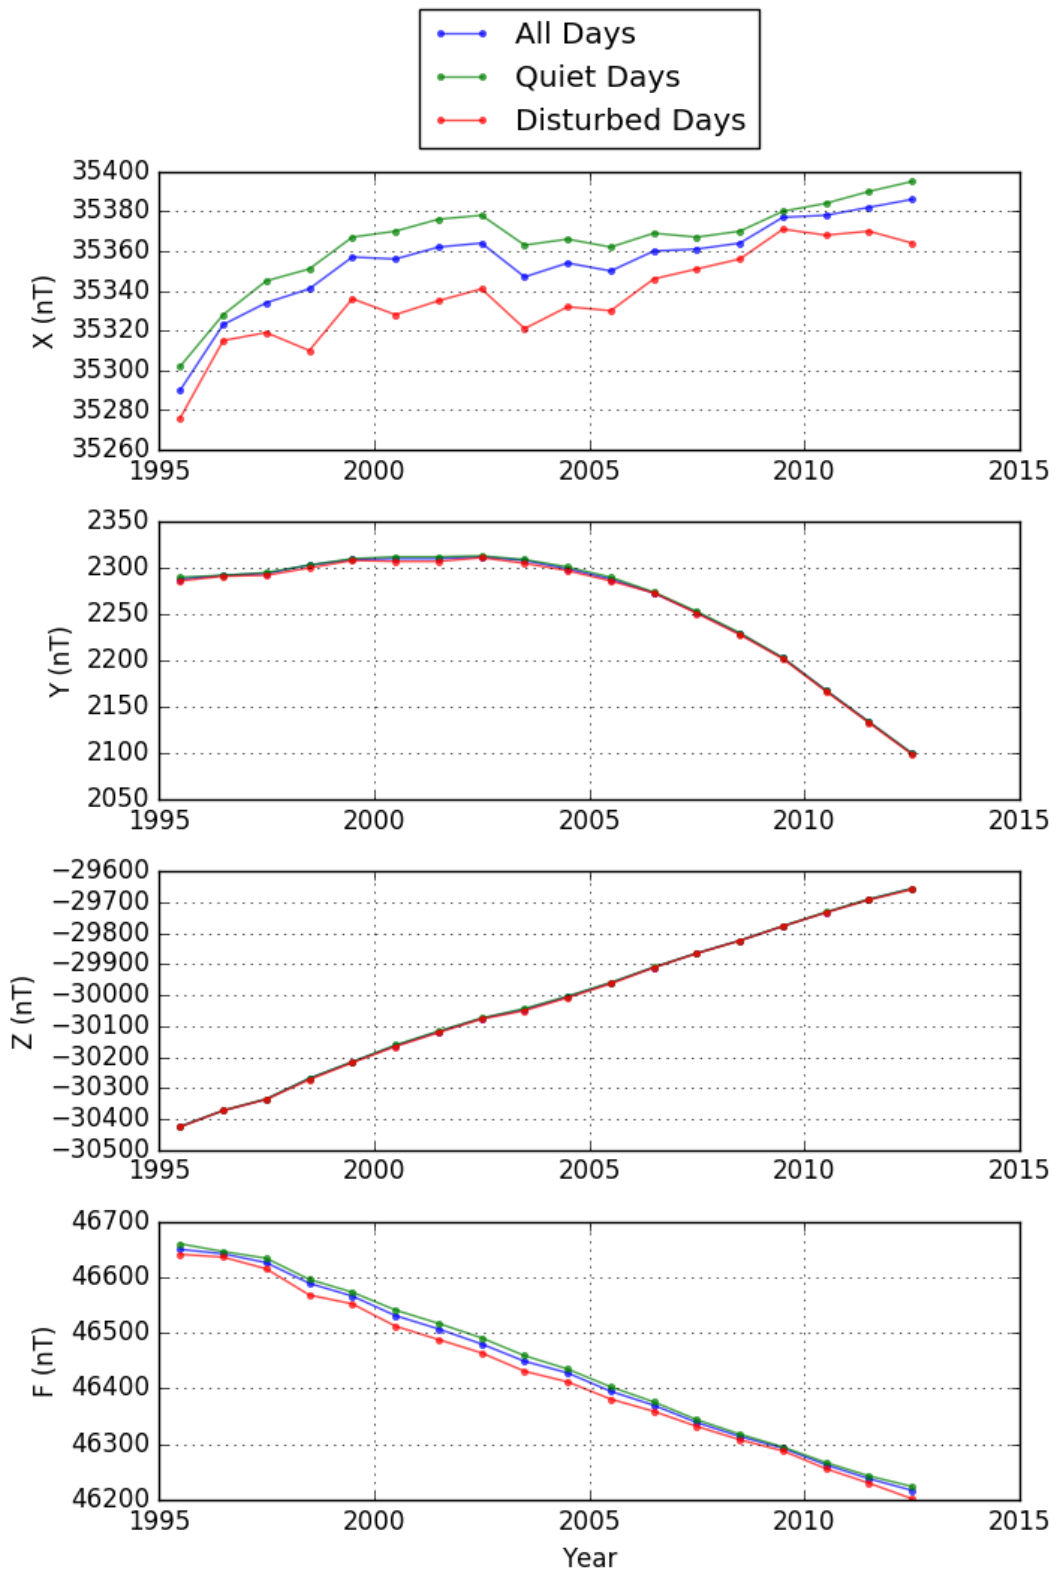 All Days
Quiet Days
Disturbed Days
35400
35380
35360
35340
35320
35300
35280
35260
X (nT)
1995 2000 2005 2010 2015
2350
2300
2250
2200
2150
2100
2050
Y (nT)
1995 2000 2005 2010 2015
−29600
−29700
−29800
−29900
−30000
−30100
−30200
−30300
−30400
−30500
Z (nT)
1995 2000 2005 2010 2015
46700
46600
46500
46400
46300
46200
F (nT)
1995 2000 2005 2010 2015
Year